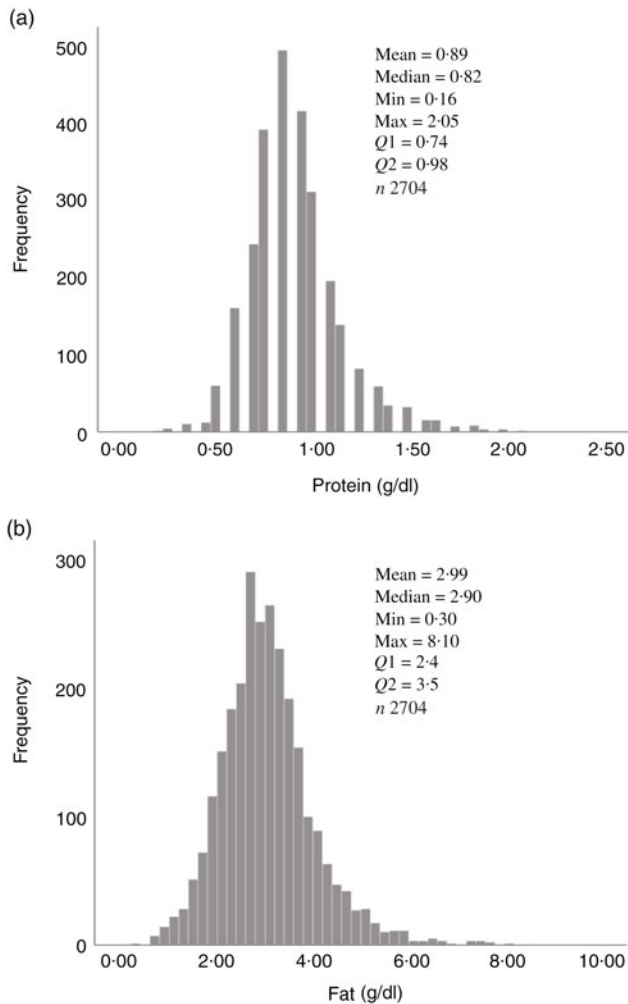 (a)
500
400
300
200
100
0
Frequency
Mean = 0·89
Median = 0·82
Min = 0·16
Max = 2·05
Q1 = 0·74
Q2 = 0·98
n 2704
0·00 0·50 1·00 1·50 2·00 2·50
Protein (g/dl)
(b)
300
200
100
0
Frequency
Mean = 2·99
Median = 2·90
Min = 0·30
Max = 8·10
Q1 = 2·4
Q2 = 3·5
n 2704
0·00 2·00 4·00 6·00 8·00 10·00
Fat (g/dl)